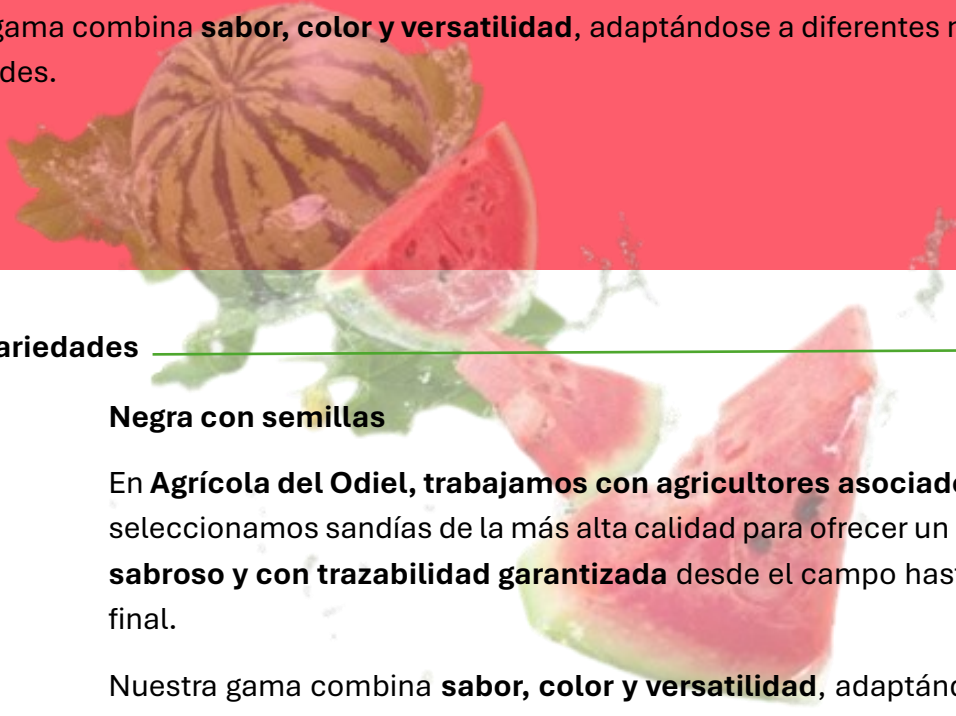 gama combina sabor, color y versatilidad, adaptándose a diferentes
des.
ariedades
Negra con semillas
En Agrícola del Odiel, trabajamos con agricultores asociad
seleccionamos sandías de la más alta calidad para ofrecer un
sabroso y con trazabilidad garantizada desde el campo has
final.
Nuestra gama combina sabor, color y versatilidad, adaptánd